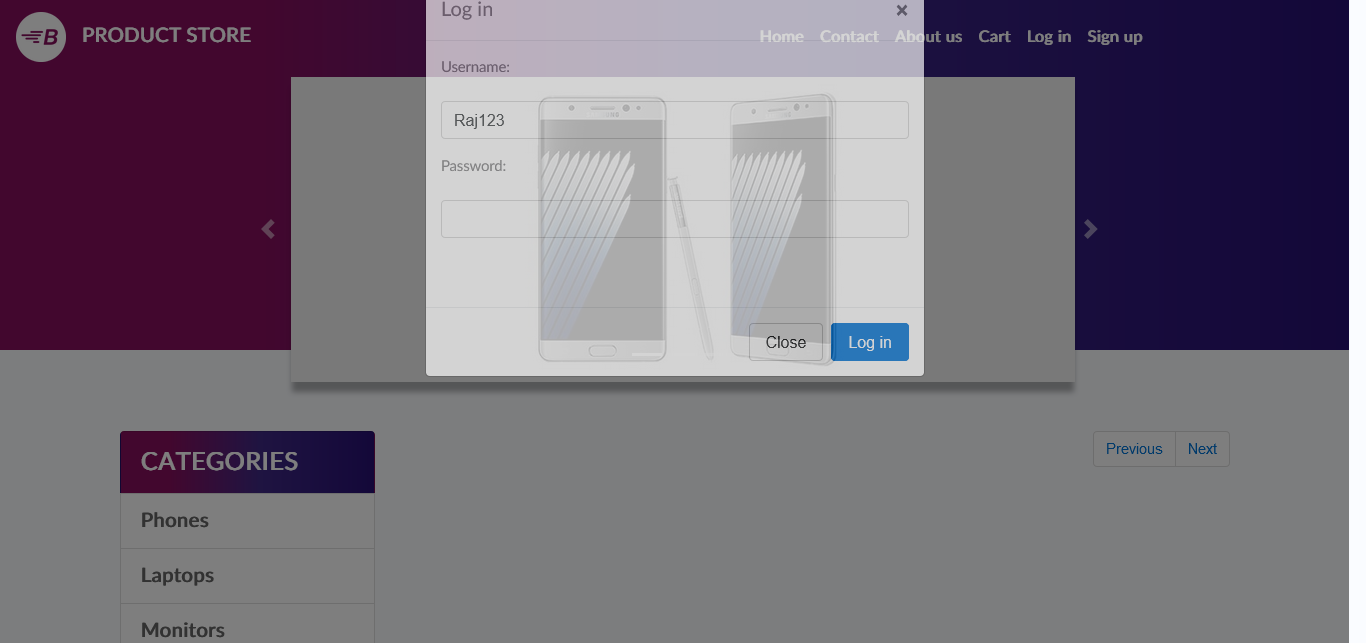 Log in ×
B PRODUCT STORE
Home Contact About us Cart Log in Sign up
Username:
Raj123
SAMSUNG
Password:
Close Log in
CATEGORIES
Previous Next
Phones
Laptops
Monitors